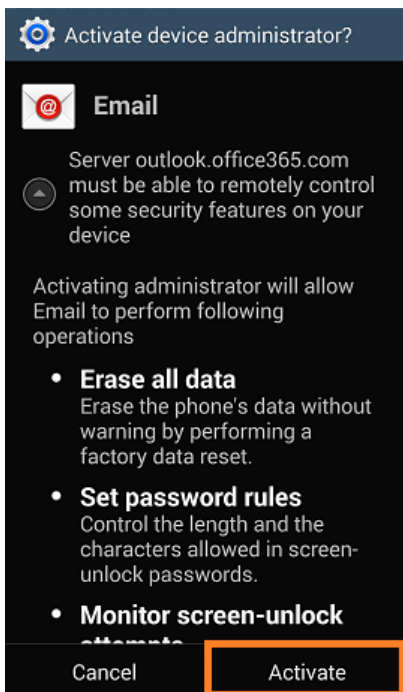 Activate device administrator?
Email
Server outlook.office365.com
must be able to remotely control
some security features on your
device
Activating administrator will allow
Email to perform following
operations
• Erase all data
Erase the phone's data without
warning by performing a
factory data reset.
• Set password rules
Control the length and the
characters allowed in screen-
unlock passwords.
• Monitor screen-unlock
attempts
Cancel
Activate